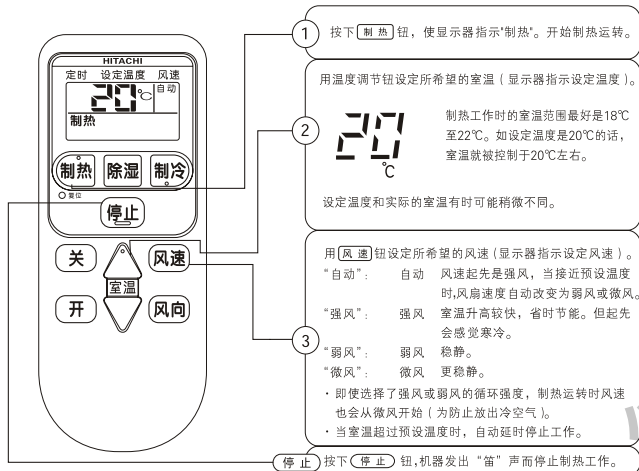 HITACHI
定时 设定温度 风速
20℃ 自动
制热
制热 除湿 制冷
复位
停止
关 风速
室温
开 风向
1 按下 制热 钮，使显示器指示"制热"。开始制热运转。
用温度调节钮设定所希望的室温（显示器指示设定温度）。
2
20
℃
制热工作时的室温范围最好是18℃
至22℃。如设定温度是20℃的话，
室温就被控制于20℃左右。
设定温度和实际的室温有时可能稍微不同。
3
用 风速 钮设定所希望的风速（显示器指示设定风速）。
“自动”： 自动 风速起先是强风，当接近预设温度
时,风扇速度自动改变为弱风或微风。
“强风”： 强风 室温升高较快，省时节能。但起先
会感觉寒冷。
“弱风”： 弱风 稳静。
“微风”： 微风 更稳静。
·即使选择了强风或弱风的循环强度，制热运转时风速
也会从微风开始（为防止放出冷空气）。
·当室温超过预设温度时，自动延时停止工作。
停止 按下 停止 钮,机器发出“笛”声而停止制热工作。